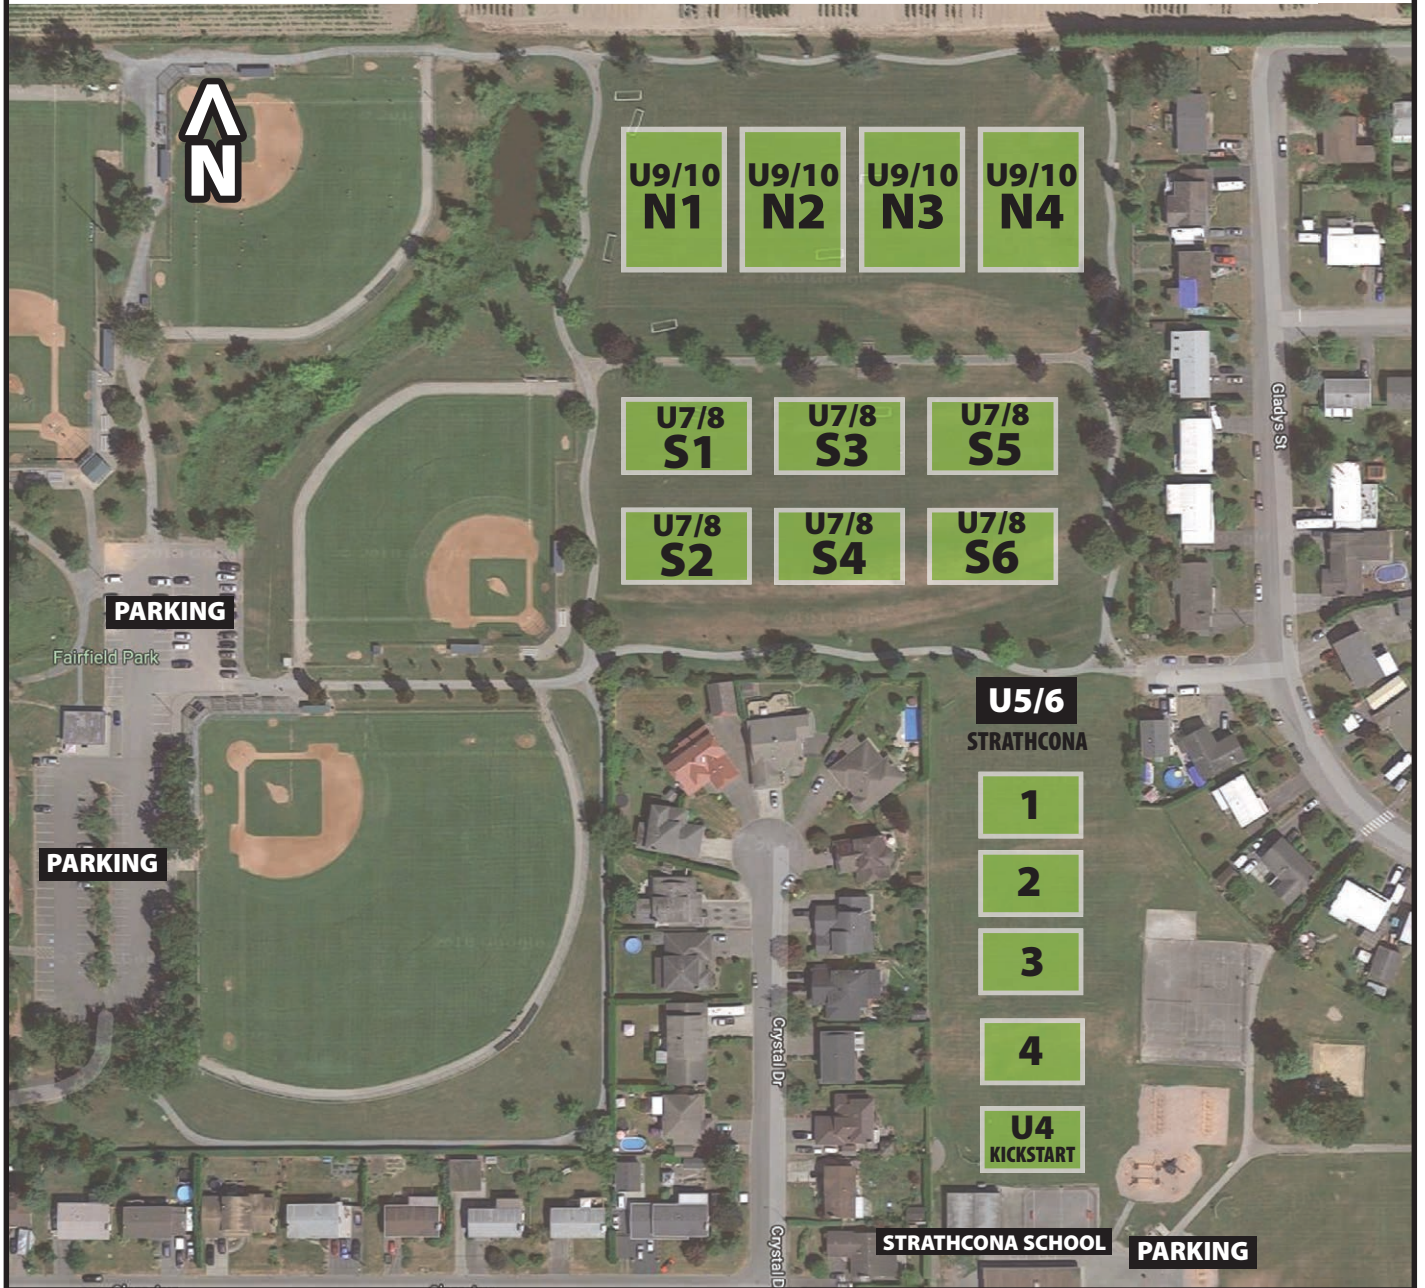 N
U9/10
N1
U9/10
N2
U9/10
N3
U9/10
N4
Gladys St
U7/8
S1
U7/8
S3
U7/8
S5
U7/8
S2
U7/8
S4
U7/8
S6
PARKING
Fairfield Park
U5/6
STRATHCONA
1
PARKING
2
3
4
Crystal Dr
U4
KICKSTART
Crystal D
STRATHCONA SCHOOL
PARKING